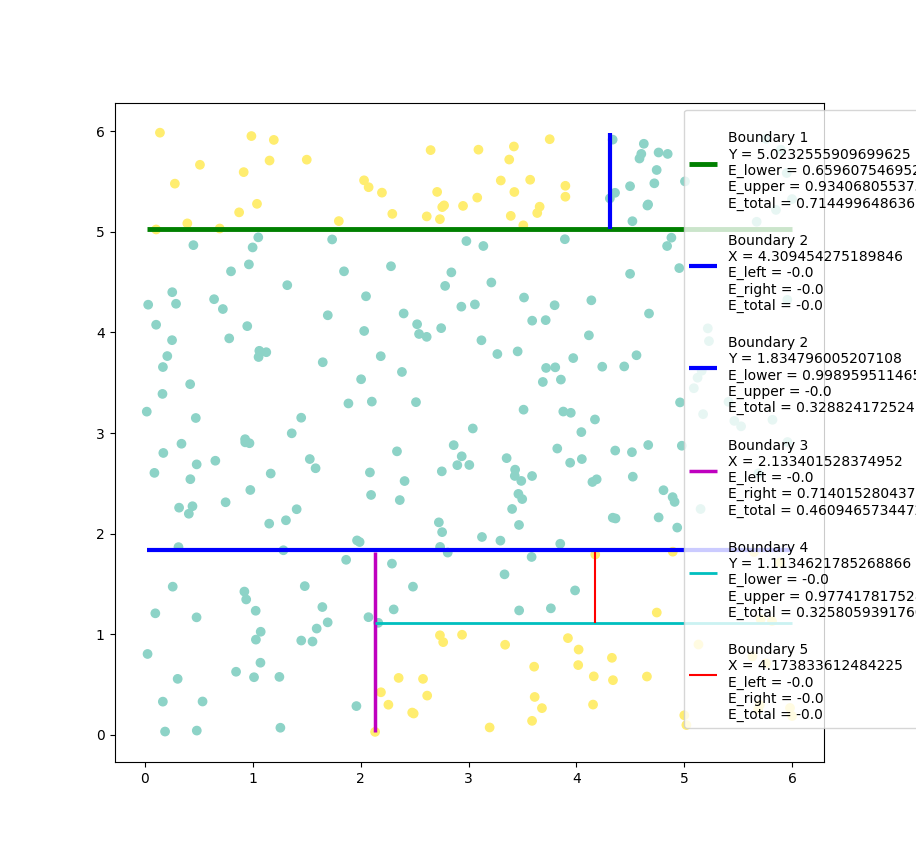 6
5
4
3
2
1
0
0
1
2
3
4
5
6
Boundary 1
Y = 5.0232555909699625
E_lower = 0.659607546952
E_upper = 0.93406805537
E_total = 0.714499648636
Boundary 2
X = 4.309454275189846
E_left = -0.0
E_right = -0.0
E_total = -0.0
Boundary 2
Y = 1.834796005207108
E_lower = 0.998959511465
E_upper = -0.0
E_total = 0.328824172524
Boundary 3
X = 2.133401528374952
E_left = -0.0
E_right = 0.714015280437
E_total = 0.460946573447
Boundary 4
Y = 1.1134621785268866
E_lower = -0.0
E_upper = 0.97741781752
E_total = 0.325805939176
Boundary 5
X = 4.173833612484225
E_left = -0.0
E_right = -0.0
E_total = -0.0